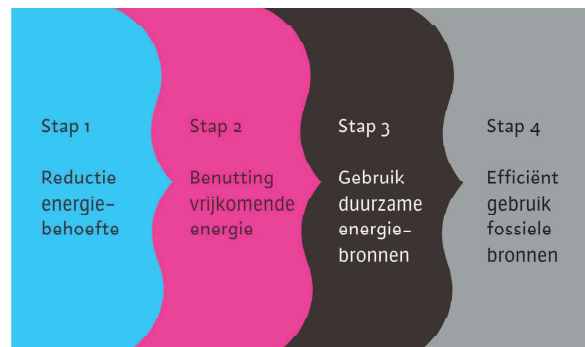 Stap 1
Reductie
energie–
behoefte
Stap 2
Benutting
vrijkomende
energie
Stap 3
Gebruik
duurzame
energie–
bronnen
Stap 4
Efficiënt
gebruik
fossiele
bronnen